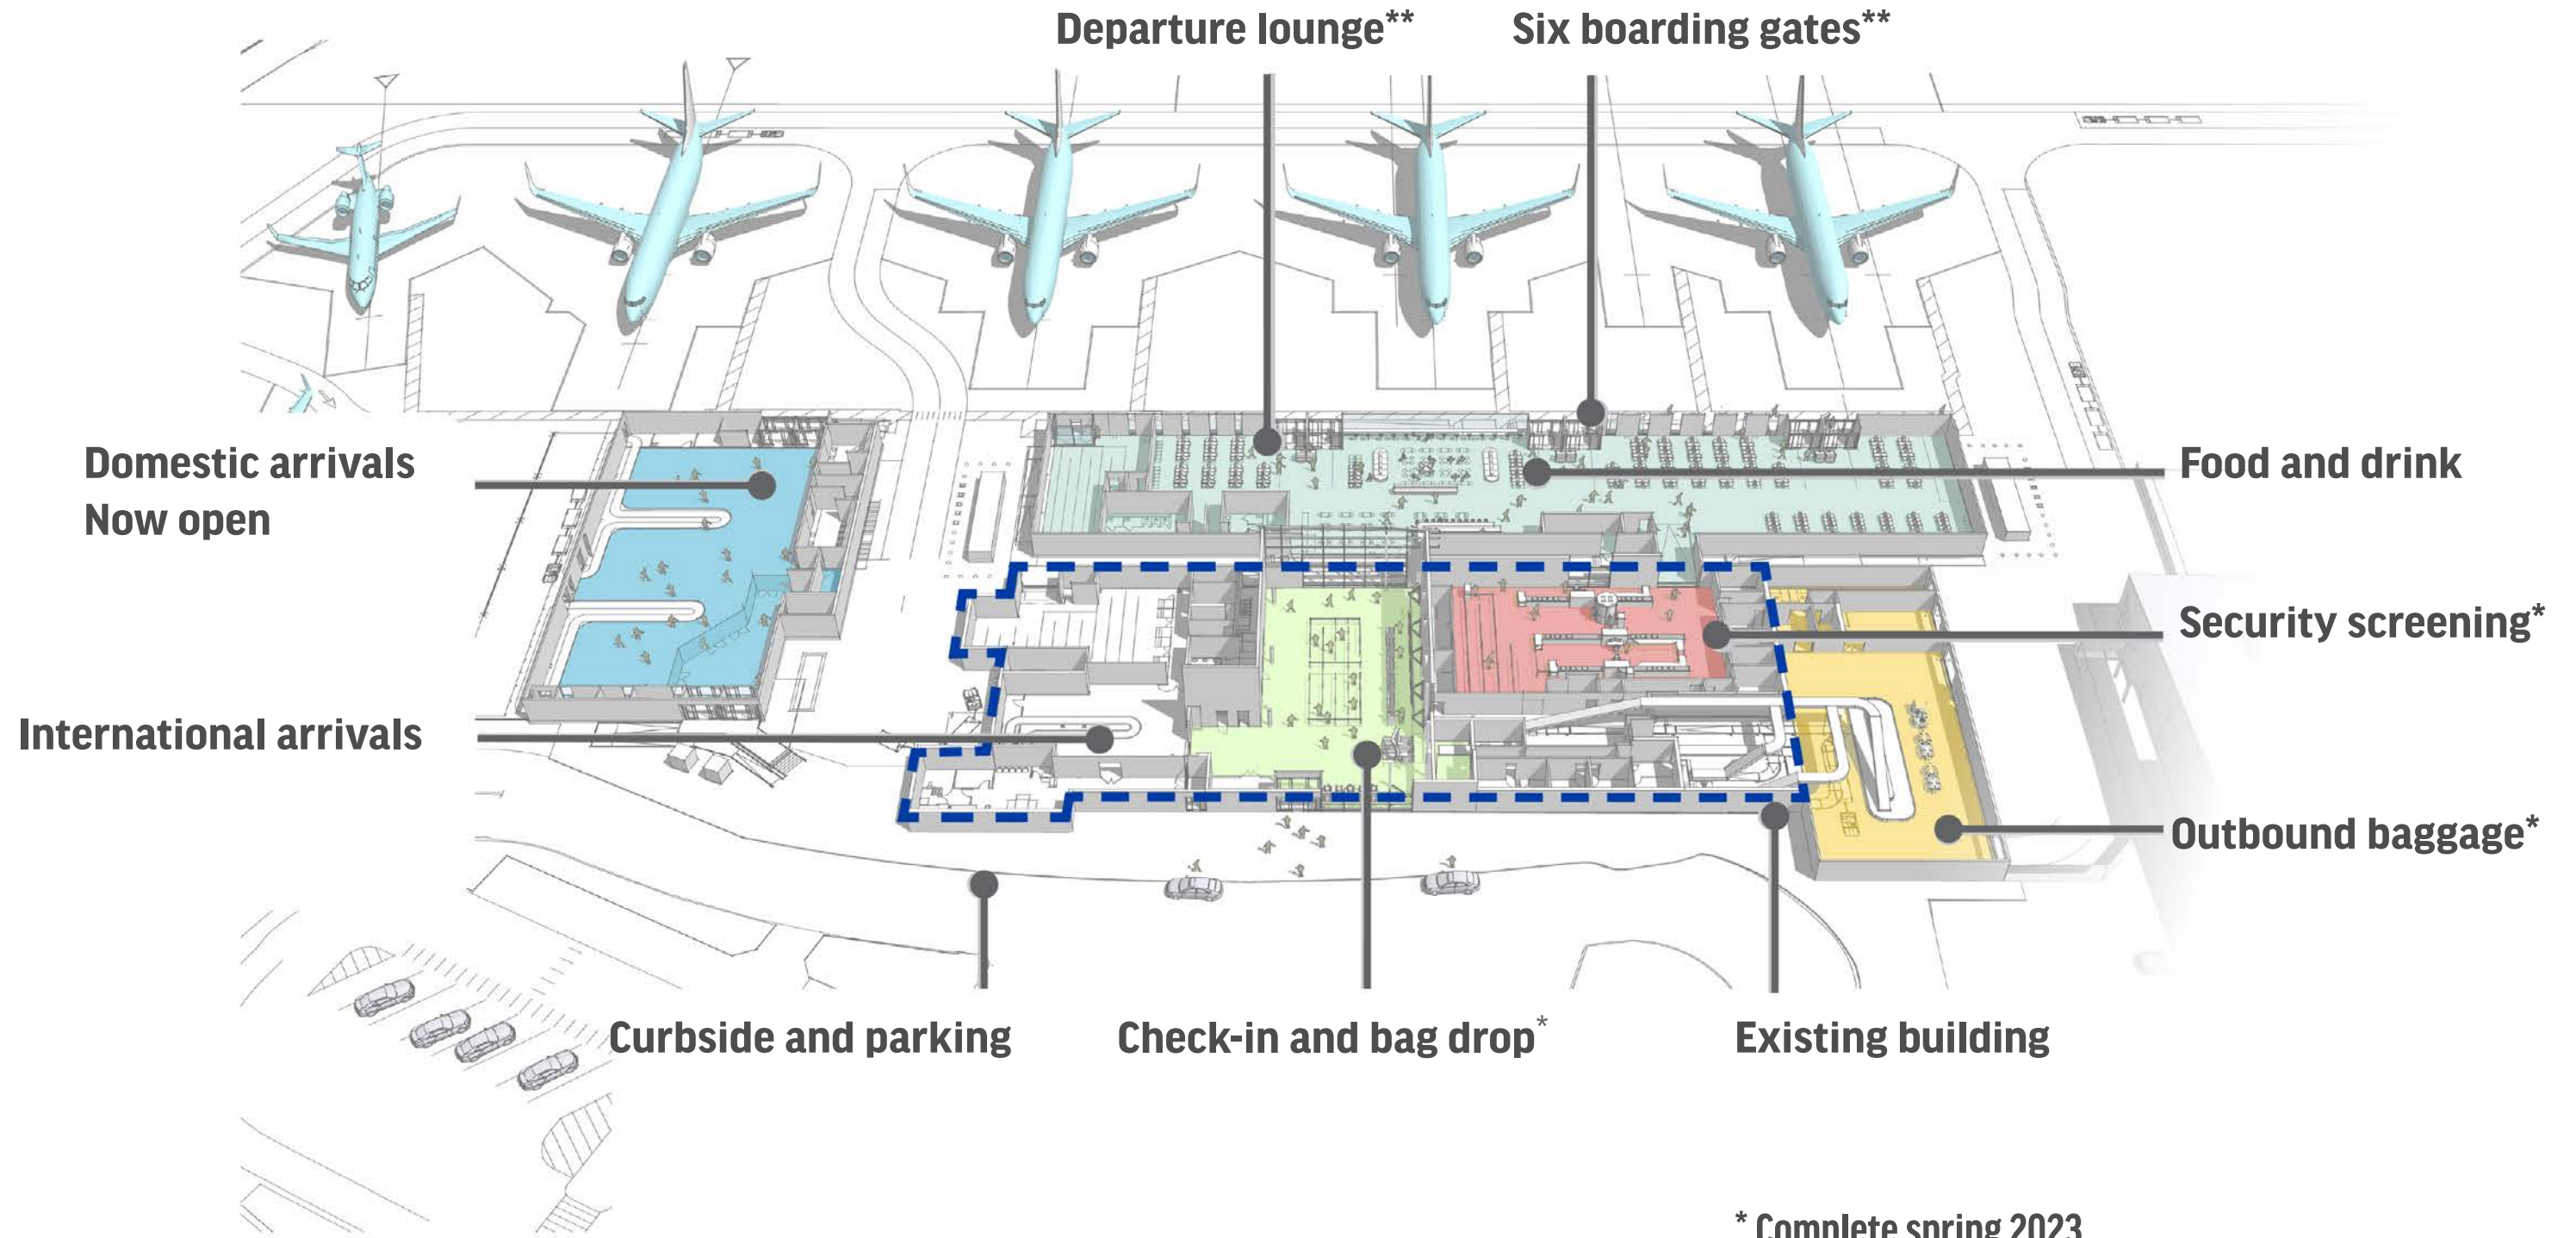 Departure lounge**
Six boarding gates**
Domestic arrivals
Now open
Food and drink
Security screening*
International arrivals
Outbound baggage*
Curbside and parking
Check-in and bag drop*
Existing building
* Complete spring 2023